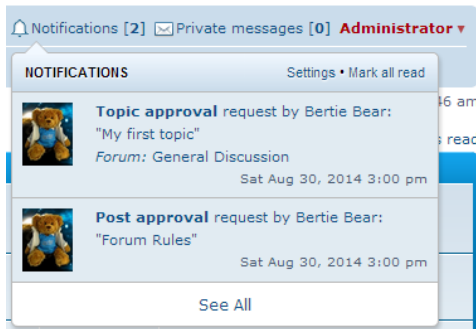 Notifications [2] Private messages [0] Administrator
NOTIFICATIONS Settings • Mark all read
46 am
Topic approval request by Bertie Bear:
"My first topic"
Forum: General Discussion
Sat Aug 30, 2014 3:00 pm
Post approval request by Bertie Bear:
"Forum Rules"
Sat Aug 30, 2014 3:00 pm
See All